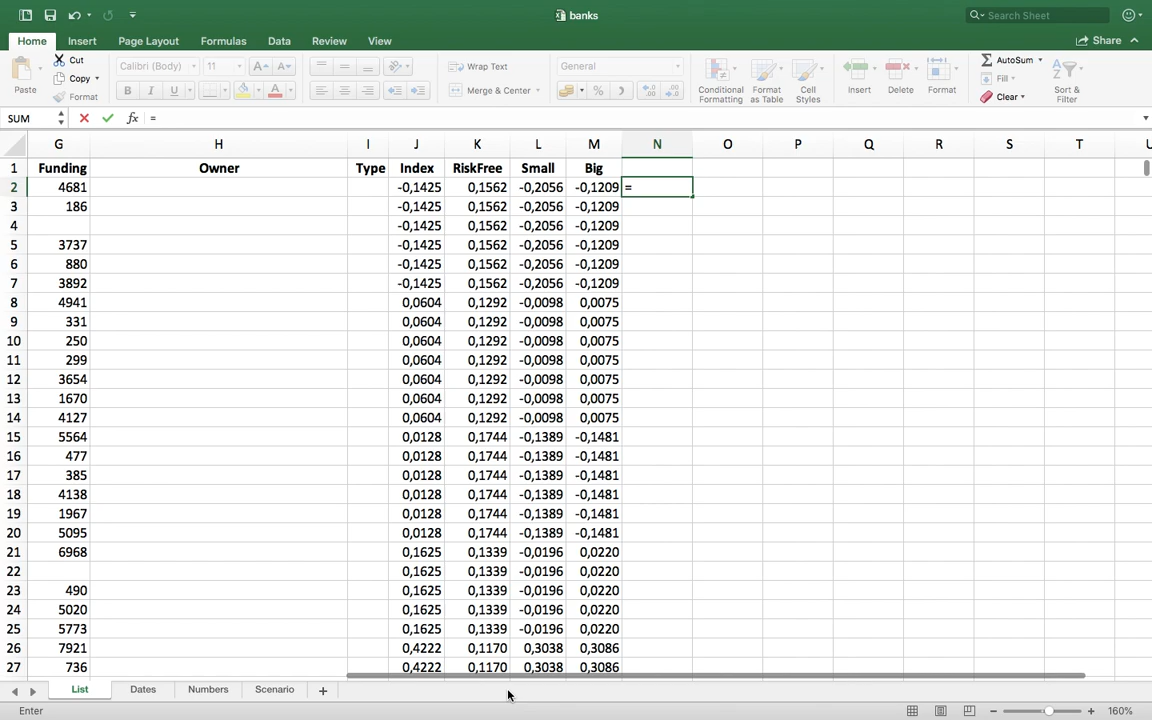 banks
Search Sheet
Home Insert Page Layout Formulas Data Review View
Share
Paste
Cut
Copy
Format
Calibri (Body) 11
B I U
Wrap Text
Merge & Center
General
Conditional Formatting
Format as Table
Cell Styles
Insert
Delete
Format
AutoSum
Fill
Clear
Sort & Filter
SUM fx =
G H I J K L M N O P Q R S T U
1 Funding Owner Type Index RiskFree Small Big
2 4681 -0,1425 0,1562 -0,2056 -0,1209 =
3 186 -0,1425 0,1562 -0,2056 -0,1209
4 -0,1425 0,1562 -0,2056 -0,1209
5 3737 -0,1425 0,1562 -0,2056 -0,1209
6 880 -0,1425 0,1562 -0,2056 -0,1209
7 3892 -0,1425 0,1562 -0,2056 -0,1209
8 4941 0,0604 0,1292 -0,0098 0,0075
9 331 0,0604 0,1292 -0,0098 0,0075
10 250 0,0604 0,1292 -0,0098 0,0075
11 299 0,0604 0,1292 -0,0098 0,0075
12 3654 0,0604 0,1292 -0,0098 0,0075
13 1670 0,0604 0,1292 -0,0098 0,0075
14 4127 0,0604 0,1292 -0,0098 0,0075
15 5564 0,0128 0,1744 -0,1389 -0,1481
16 477 0,0128 0,1744 -0,1389 -0,1481
17 385 0,0128 0,1744 -0,1389 -0,1481
18 4138 0,0128 0,1744 -0,1389 -0,1481
19 1967 0,0128 0,1744 -0,1389 -0,1481
20 5095 0,0128 0,1744 -0,1389 -0,1481
21 6968 0,1625 0,1339 -0,0196 0,0220
22 0,1625 0,1339 -0,0196 0,0220
23 490 0,1625 0,1339 -0,0196 0,0220
24 5020 0,1625 0,1339 -0,0196 0,0220
25 5773 0,1625 0,1339 -0,0196 0,0220
26 7921 0,4222 0,1170 0,3038 0,3086
27 736 0,4222 0,1170 0,3038 0,3086
List Dates Numbers Scenario
Enter 160%